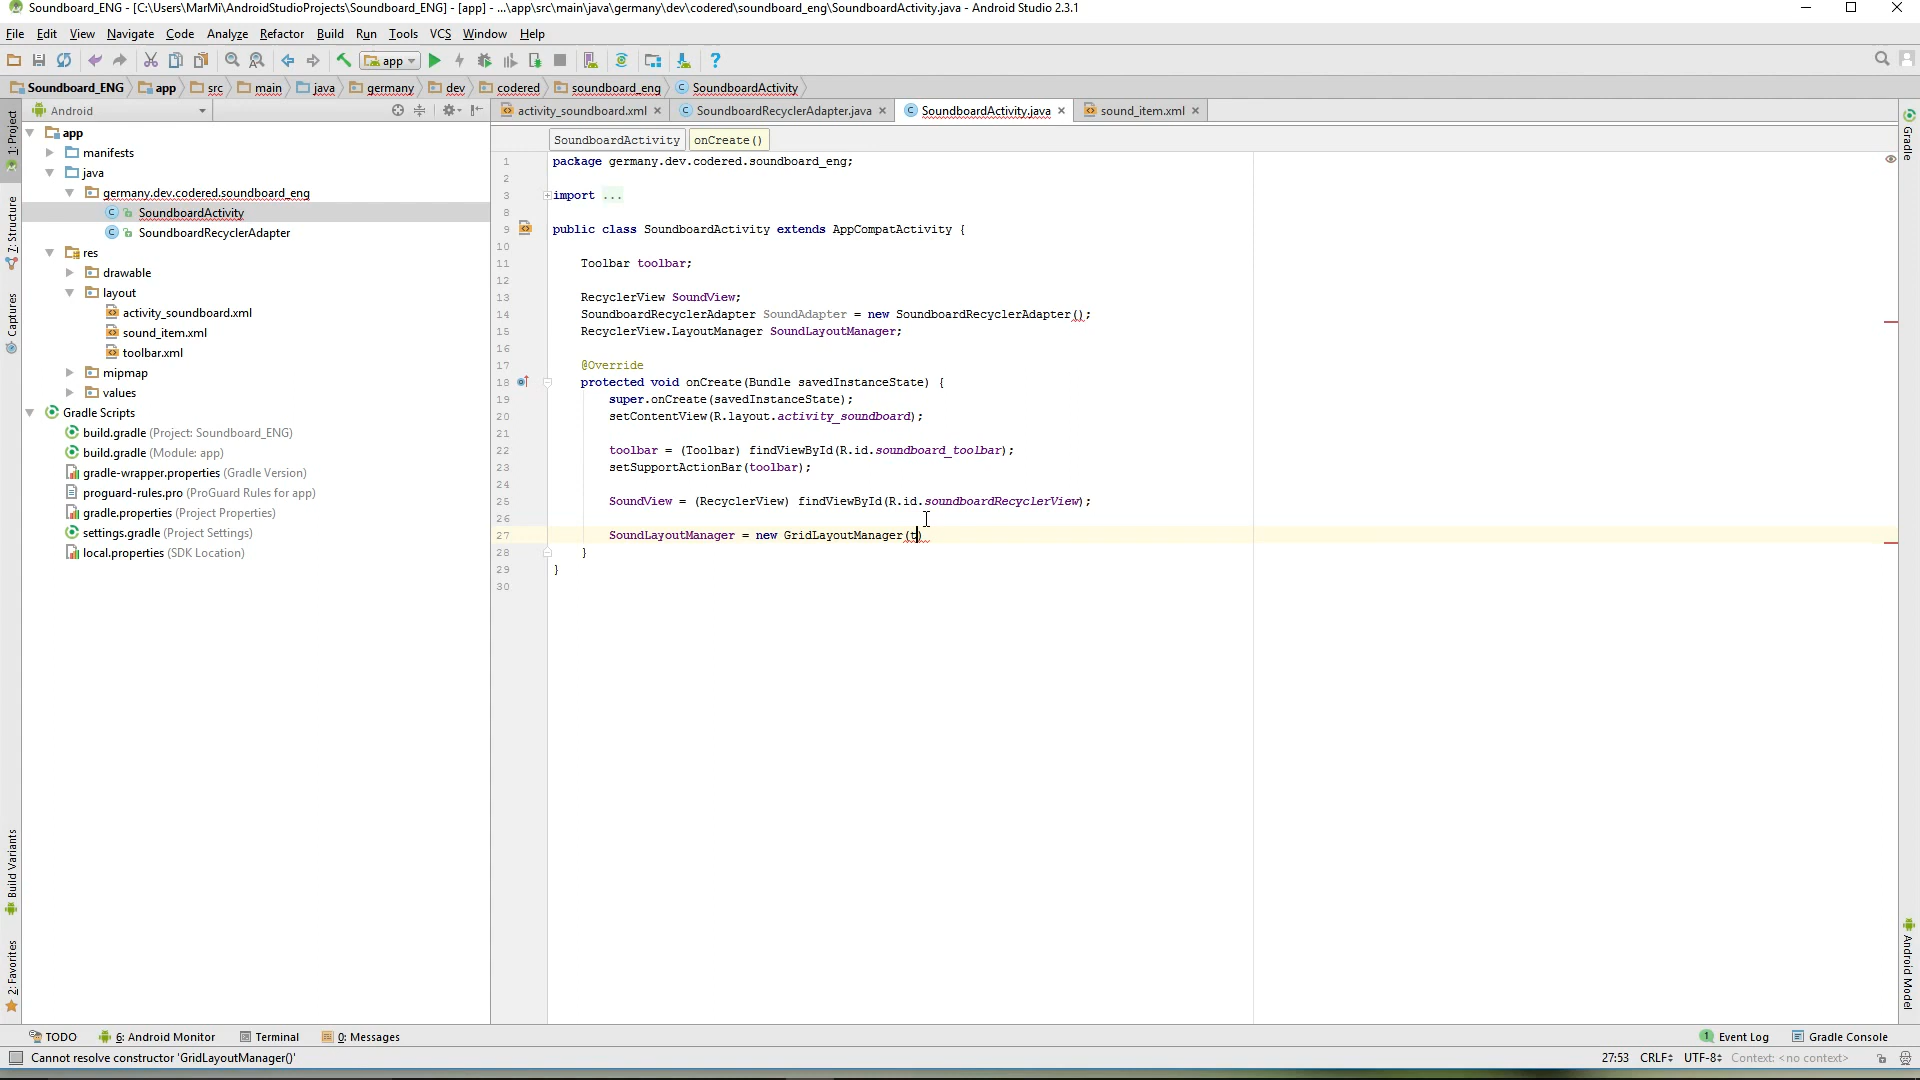 Soundboard_ENG - [C:\Users\MarMi\AndroidStudioProjects\Soundboard_ENG] - [app] - ...\app\src\main\java\germany\dev\codered\soundboard_eng\SoundboardActivity.java - Android Studio 2.3.1
File Edit View Navigate Code Analyze Refactor Build Run Tools VCS Window Help
app
Soundboard_ENG app src main java germany dev codered soundboard_eng SoundboardActivity
Android
activity_soundboard.xml SoundboardRecyclerAdapter.java SoundboardActivity.java sound_item.xml
1: Project
7: Structure
Captures
Build Variants
2: Favorites
app
manifests
java
germany.dev.codered.soundboard_eng
SoundboardActivity
SoundboardRecyclerAdapter
res
drawable
layout
activity_soundboard.xml
sound_item.xml
toolbar.xml
mipmap
values
Gradle Scripts
build.gradle (Project: Soundboard_ENG)
build.gradle (Module: app)
gradle-wrapper.properties (Gradle Version)
proguard-rules.pro (ProGuard Rules for app)
gradle.properties (Project Properties)
settings.gradle (Project Settings)
local.properties (SDK Location)
SoundboardActivity onCreate()
1 package germany.dev.codered.soundboard_eng;
2
3 import ...
8
9 public class SoundboardActivity extends AppCompatActivity {
10
11 Toolbar toolbar;
12
13 RecyclerView SoundView;
14 SoundboardRecyclerAdapter SoundAdapter = new SoundboardRecyclerAdapter();
15 RecyclerView.LayoutManager SoundLayoutManager;
16
17 @Override
18 protected void onCreate(Bundle savedInstanceState) {
19 super.onCreate(savedInstanceState);
20 setContentView(R.layout.activity_soundboard);
21
22 toolbar = (Toolbar) findViewById(R.id.soundboard_toolbar);
23 setSupportActionBar(toolbar);
24
25 SoundView = (RecyclerView) findViewById(R.id.soundboardRecyclerView);
26
27 SoundLayoutManager = new GridLayoutManager(t)
28 }
29 }
30
Gradle
Android Model
TODO 6: Android Monitor Terminal 0: Messages 1 Event Log Gradle Console
Cannot resolve constructor 'GridLayoutManager()' 27:53 CRLF UTF-8 Context: <no context>